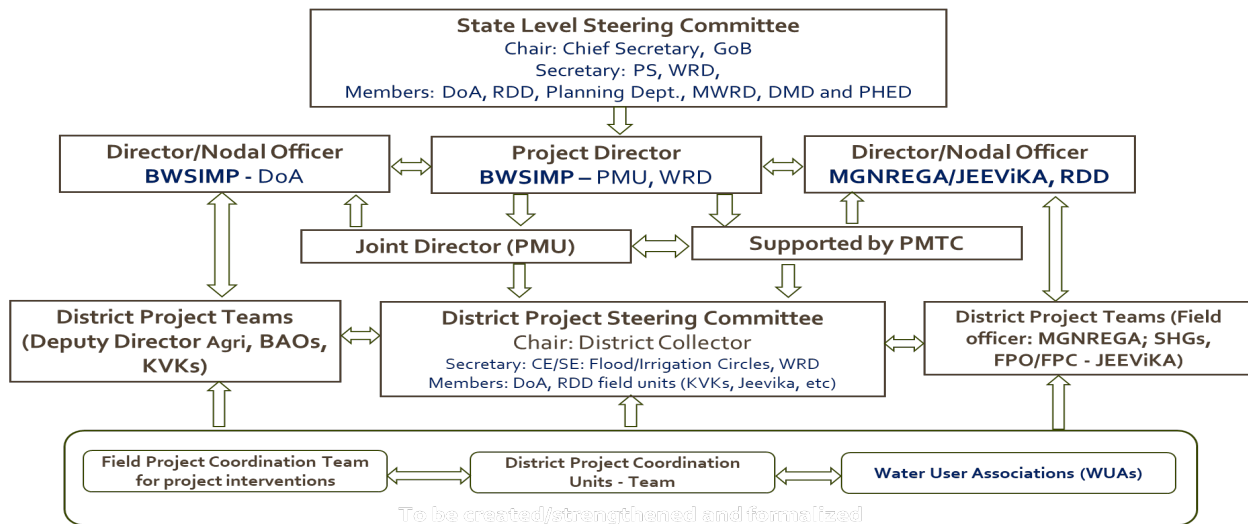 State Level Steering Committee
Chair: Chief Secretary, GoB
Secretary: PS, WRD,
Members: DoA, RDD, Planning Dept., MWRD, DMD and PHED
Director/Nodal Officer
BWSIMP - DoA
Project Director
BWSIMP – PMU, WRD
Director/Nodal Officer
MGNREGA/JEEViKA, RDD
Joint Director (PMU)
Supported by PMTC
District Project Teams
(Deputy Director Agri, BAOs,
KVKs)
District Project Steering Committee
Chair: District Collector
Secretary: CE/SE: Flood/Irrigation Circles, WRD
Members: DoA, RDD field units (KVKs, Jeevika, etc)
District Project Teams (Field
officer: MGNREGA; SHGs,
FPO/FPC - JEEViKA)
Field Project Coordination Team
for project interventions
District Project Coordination
Units - Team
Water User Associations (WUAs)
To be created/strengthened and formalized